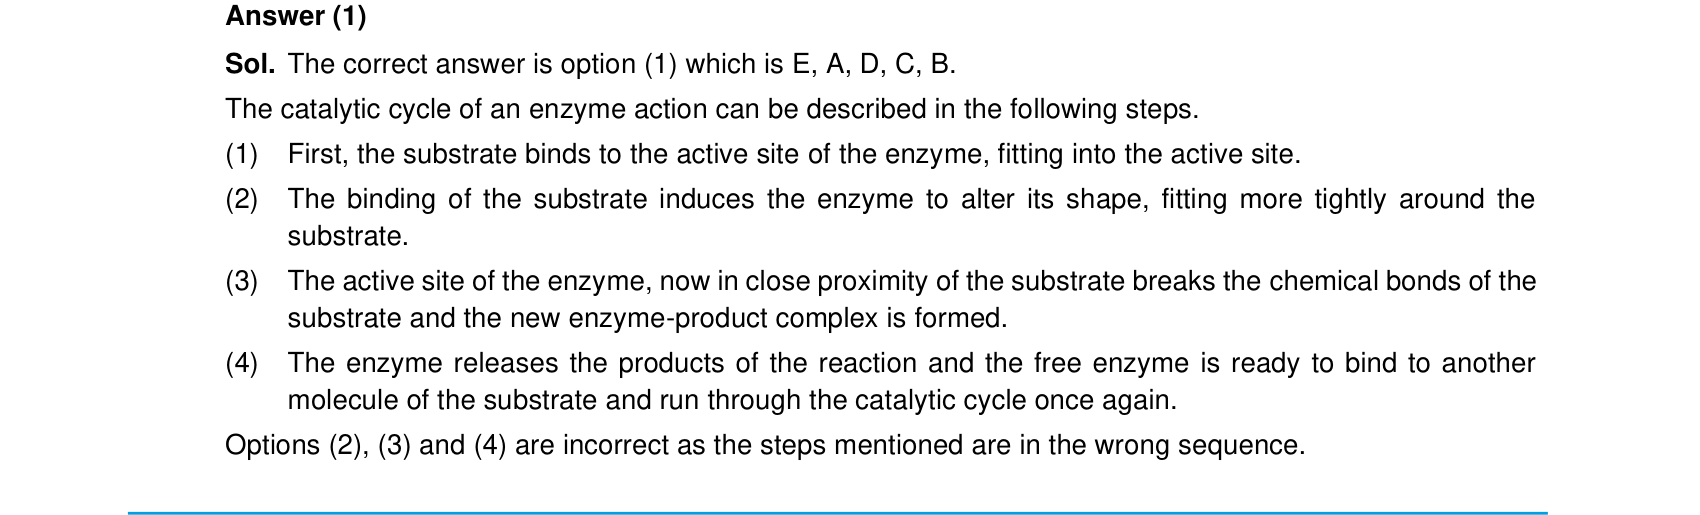 Answer (1)
Sol. The correct answer is option (1) which is E, A, D, C, B.
The catalytic cycle of an enzyme action can be described in the following steps.
(1) First, the substrate binds to the active site of the enzyme, fitting into the active site.
(2) The binding of the substrate induces the enzyme to alter its shape, fitting more tightly around the
substrate.
(3) The active site of the enzyme, now in close proximity of the substrate breaks the chemical bonds of the
substrate and the new enzyme-product complex is formed.
(4) The enzyme releases the products of the reaction and the free enzyme is ready to bind to another
molecule of the substrate and run through the catalytic cycle once again.
Options (2), (3) and (4) are incorrect as the steps mentioned are in the wrong sequence.